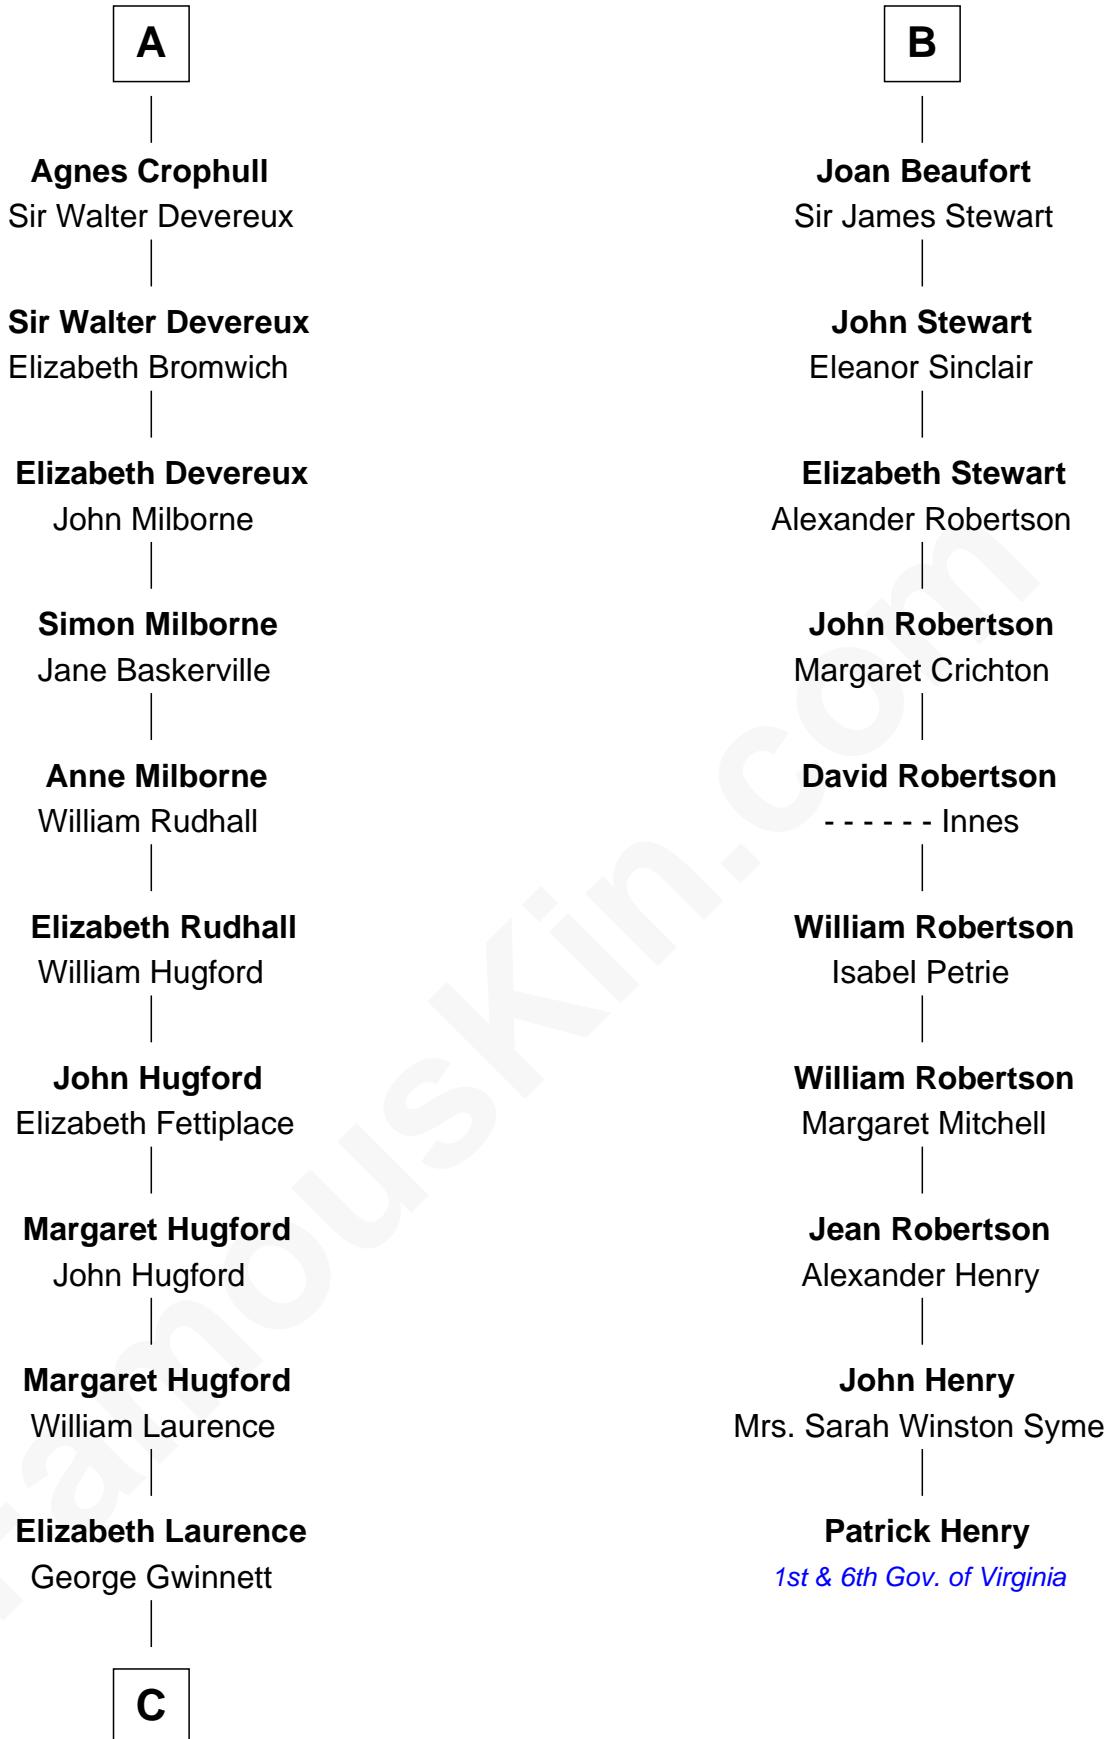 A
Agnes Crophull
Sir Walter Devereux
Sir Walter Devereux
Elizabeth Bromwich
Elizabeth Devereux
John Milborne
Simon Milborne
Jane Baskerville
Anne Milborne
William Rudhall
Elizabeth Rudhall
William Hugford
John Hugford
Elizabeth Fettiplace
Margaret Hugford
John Hugford
Margaret Hugford
William Laurence
Elizabeth Laurence
George Gwinnett
C
B
Joan Beaufort
Sir James Stewart
John Stewart
Eleanor Sinclair
Elizabeth Stewart
Alexander Robertson
John Robertson
Margaret Crichton
David Robertson
- - - - - - Innes
William Robertson
Isabel Petrie
William Robertson
Margaret Mitchell
Jean Robertson
Alexander Henry
John Henry
Mrs. Sarah Winston Syme
Patrick Henry
1st & 6th Gov. of Virginia
FamousKin.com